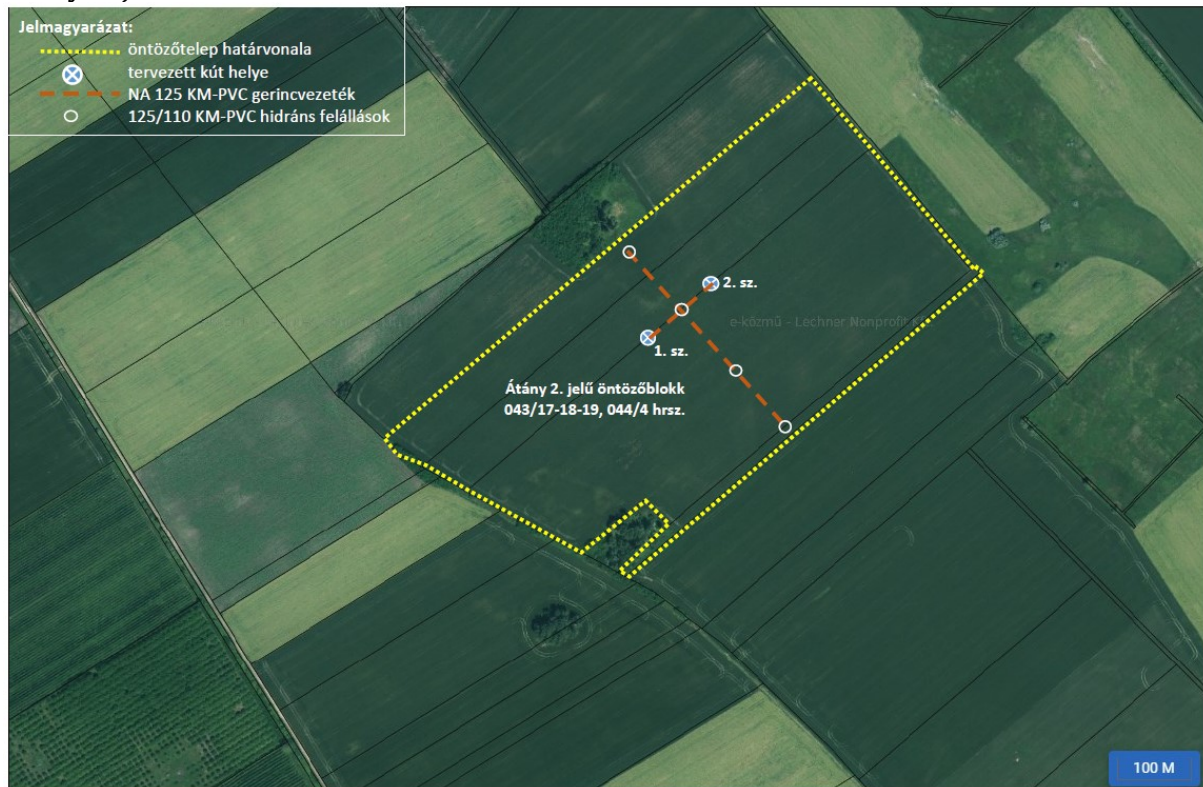 Jelmagyarázat:
öntözőtelep határvonala
tervezett kút helye
NA 125 KM-PVC gerincvezeték
125/110 KM-PVC hidráns felállások
2. sz.
e-közmű - Lechner Nonprofit
1. sz.
Átány 2. jelű öntözőblokk
043/17-18-19, 044/4 hrsz.
100 M